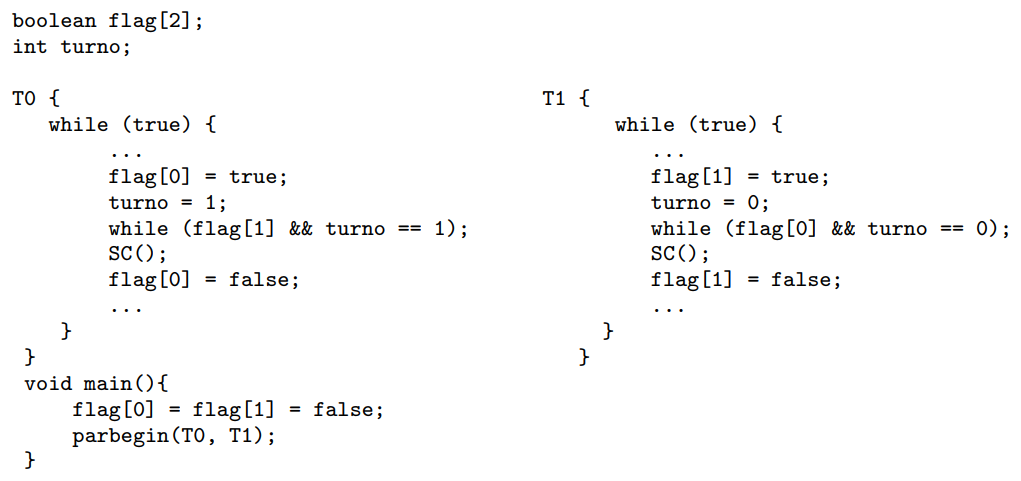 boolean flag[2];
int turno;
T0 {
while (true) {
...
flag[0] = true;
turno = 1;
while (flag[1] && turno == 1);
SC();
flag[0] = false;
...
}
}
T1 {
while (true) {
...
flag[1] = true;
turno = 0;
while (flag[0] && turno == 0);
SC();
flag[1] = false;
...
}
}
void main(){
flag[0] = flag[1] = false;
parbegin(T0, T1);
}